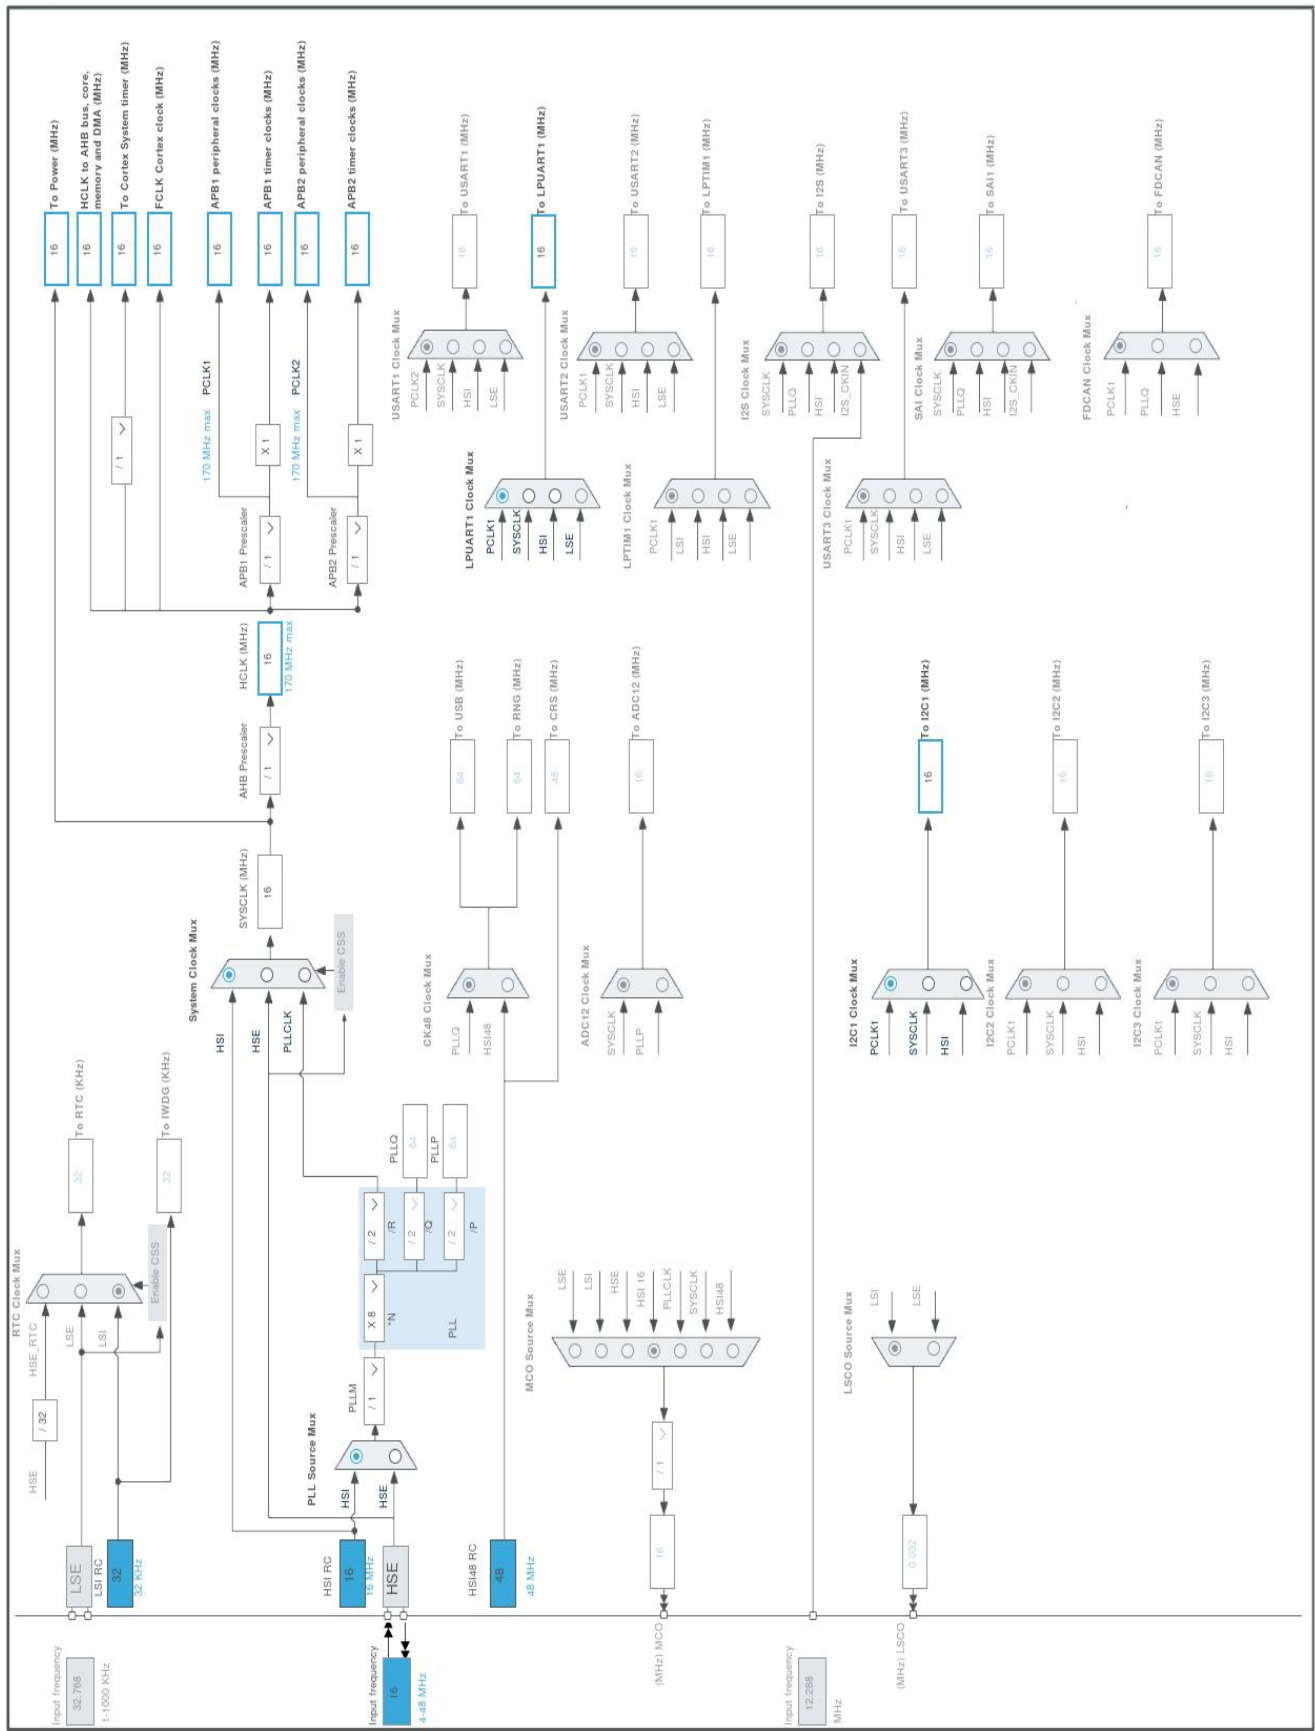 RTC Clock Mux
HSE
/ 32
HSE_RTC
LSE
LSI
Enable CSS
32
To RTC (KHz)
32
To IWDG (KHz)
Input frequency
32.768
1-1000 KHz
LSE
LSI RC
32
32 KHz
System Clock Mux
HSI
HSE
PLLCLK
Enable CSS
SYSCLK (MHz)
16
AHB Prescaler
/ 1
HCLK (MHz)
16
170 MHz max
16
To Power (MHz)
16
HCLK to AHB bus, core,
memory and DMA (MHz)
/ 1
16
To Cortex System timer (MHz)
16
FCLK Cortex clock (MHz)
APB1 Prescaler
/ 1
170 MHz max
PCLK1
16
APB1 peripheral clocks (MHz)
X 1
16
APB1 timer clocks (MHz)
APB2 Prescaler
/ 1
170 MHz max
PCLK2
16
APB2 peripheral clocks (MHz)
X 1
16
APB2 timer clocks (MHz)
PLL Source Mux
HSI RC
16
16 MHz
HSI
HSE
HSE
Input frequency
16
4-48 MHz
PLLM
/ 1
X 8
*N
PLL
/ 2
/R
/ 2
/Q
/ 2
/P
PLLQ
64
PLLP
64
HSI48 RC
48
48 MHz
CK48 Clock Mux
PLLQ
HSI48
64
To USB (MHz)
64
To RNG (MHz)
48
To CRS (MHz)
ADC12 Clock Mux
SYSCLK
PLLP
16
To ADC12 (MHz)
USART1 Clock Mux
PCLK2
SYSCLK
HSI
LSE
16
To USART1 (MHz)
LPUART1 Clock Mux
PCLK1
SYSCLK
HSI
LSE
16
To LPUART1 (MHz)
USART2 Clock Mux
PCLK1
SYSCLK
HSI
LSE
16
To USART2 (MHz)
LPTIM1 Clock Mux
PCLK1
LSI
HSI
LSE
16
To LPTIM1 (MHz)
I2S Clock Mux
SYSCLK
PLLQ
HSI
I2S_CKIN
16
To I2S (MHz)
USART3 Clock Mux
PCLK1
SYSCLK
HSI
LSE
16
To USART3 (MHz)
SAI Clock Mux
SYSCLK
PLLQ
HSI
I2S_CKIN
16
To SAI1 (MHz)
FDCAN Clock Mux
PCLK1
PLLQ
HSE
16
To FDCAN (MHz)
MCO Source Mux
LSE
LSI
HSE
HSI 16
PLLCLK
SYSCLK
HSI48
/ 1
16
(MHz) MCO
LSCO Source Mux
LSI
LSE
0.032
(MHz) LSCO
Input frequency
12.288
MHz
I2C1 Clock Mux
PCLK1
SYSCLK
HSI
16
To I2C1 (MHz)
I2C2 Clock Mux
PCLK1
SYSCLK
HSI
16
To I2C2 (MHz)
I2C3 Clock Mux
PCLK1
SYSCLK
HSI
16
To I2C3 (MHz)